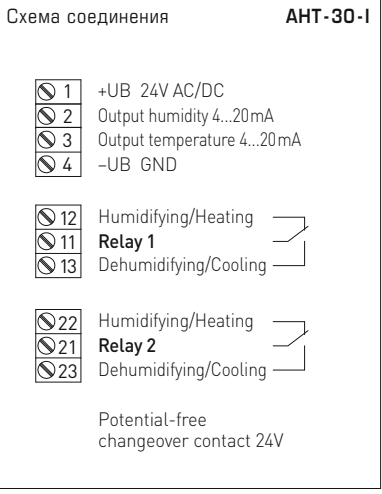 Схема соединения AHT-30-I
1 +UB 24V AC/DC
2 Output humidity 4...20mA
3 Output temperature 4...20mA
4 –UB GND
12 Humidifying/Heating
11 Relay 1
13 Dehumidifying/Cooling
22 Humidifying/Heating
21 Relay 2
23 Dehumidifying/Cooling
Potential-free
changeover contact 24V